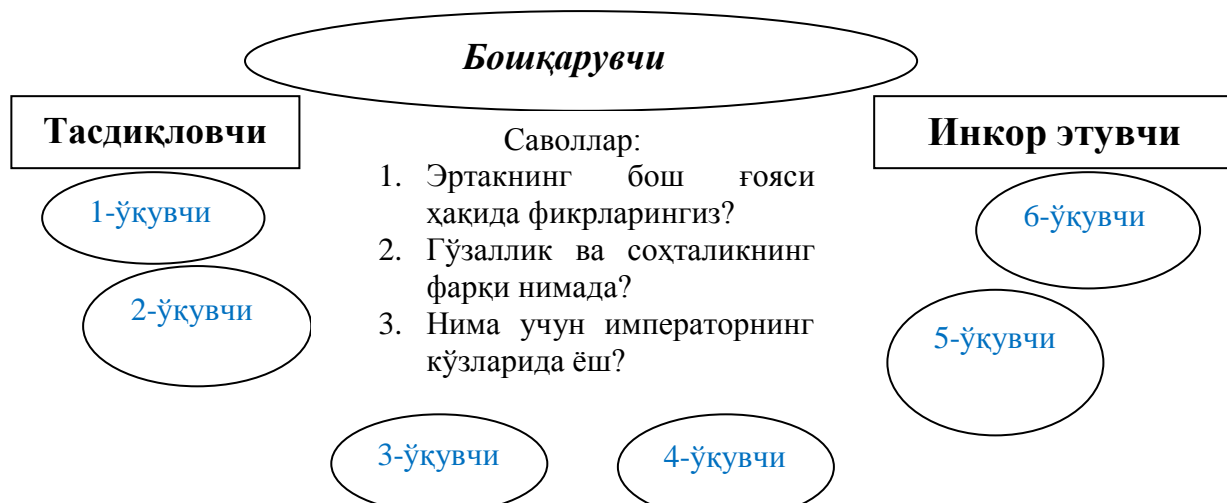 Бошқарувчи
Тасдиқловчи
Инкор этувчи
Саволлар:
1. Эртакнинг бош ғояси
ҳақида фикрларингиз?
2. Гўзаллик ва сохталикнинг
фарқи нимада?
3. Нима учун императорнинг
кўзларида ёш?
1-ўқувчи
2-ўқувчи
3-ўқувчи
4-ўқувчи
5-ўқувчи
6-ўқувчи